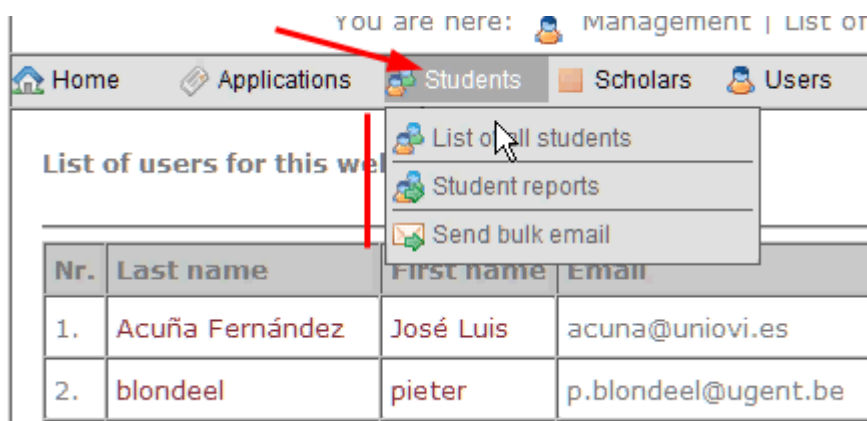 You are here: Management | List of
Home Applications Students Scholars Users
List of all students
List of users for this we
Student reports
Send bulk email
Nr. Last name First name Email
1. Acuña Fernández José Luis acuna@uniovi.es
2. blondeel pieter p.blondeel@ugent.be